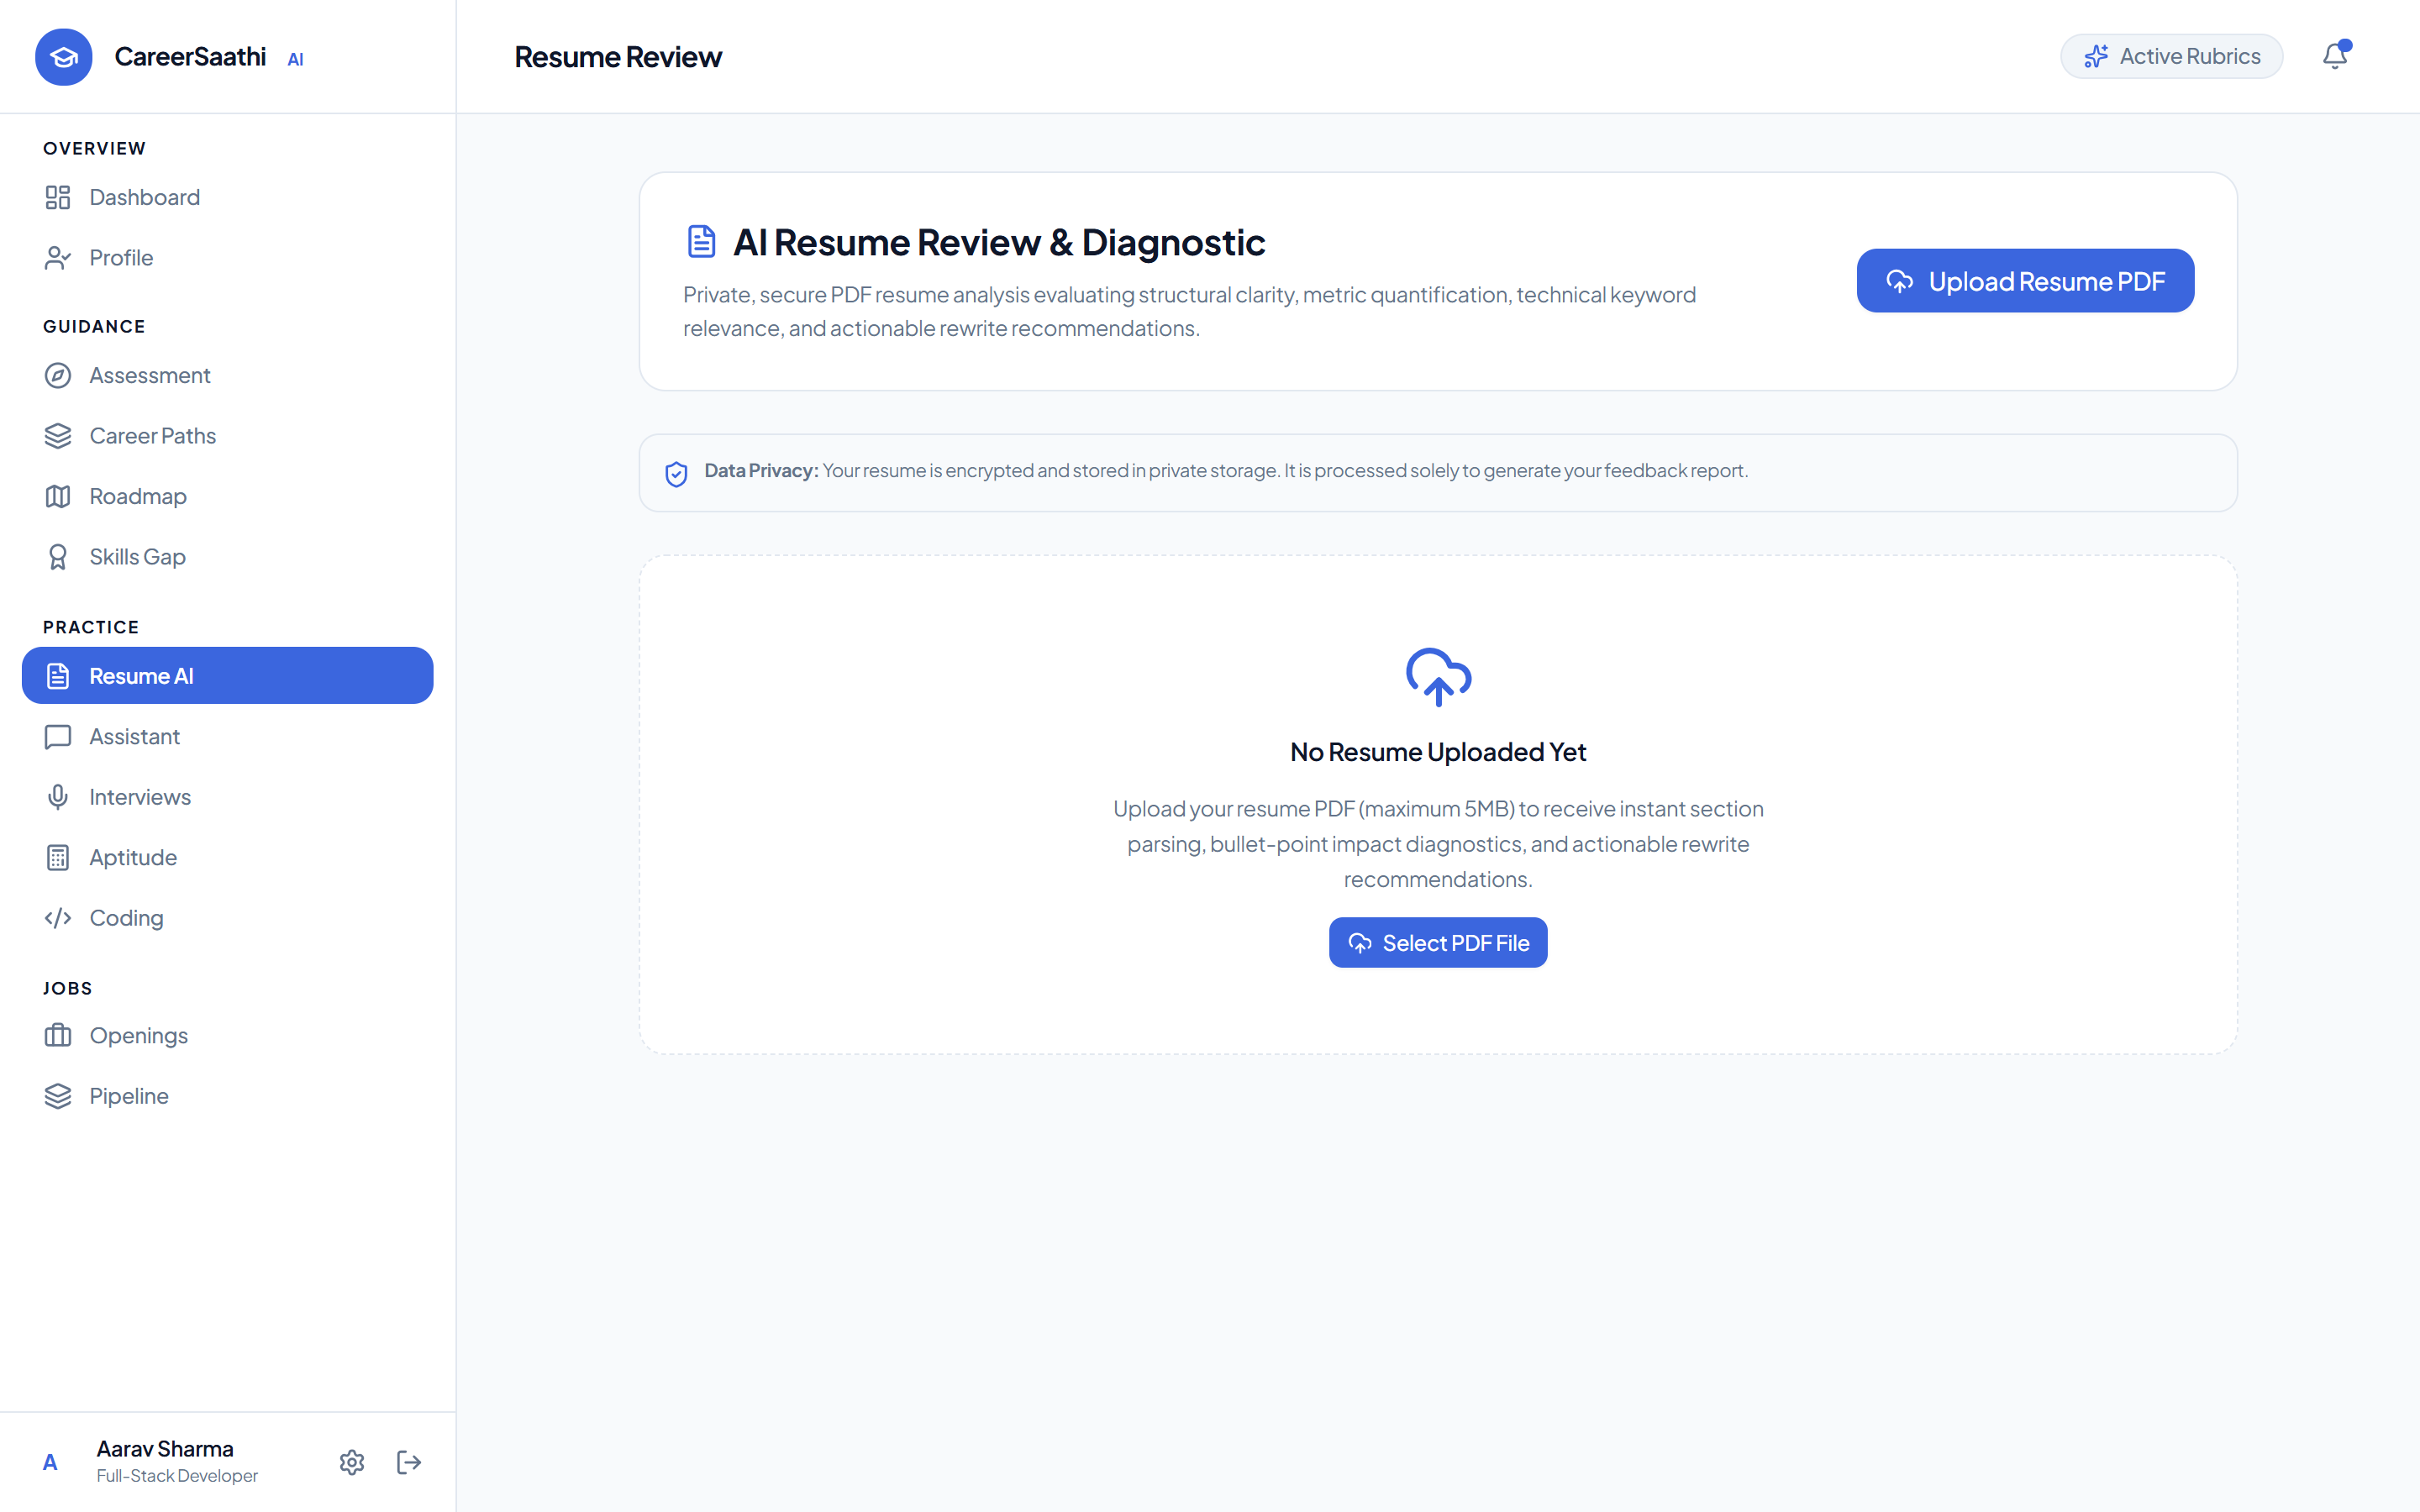 CareerSaathi AI
OVERVIEW
Dashboard
Profile
GUIDANCE
Assessment
Career Paths
Roadmap
Skills Gap
PRACTICE
Resume AI
Assistant
Interviews
Aptitude
Coding
JOBS
Openings
Pipeline
A
Aarav Sharma
Full-Stack Developer
Resume Review
Active Rubrics
AI Resume Review & Diagnostic
Private, secure PDF resume analysis evaluating structural clarity, metric quantification, technical keyword
relevance, and actionable rewrite recommendations.
Upload Resume PDF
Data Privacy: Your resume is encrypted and stored in private storage. It is processed solely to generate your feedback report.
No Resume Uploaded Yet
Upload your resume PDF (maximum 5MB) to receive instant section
parsing, bullet-point impact diagnostics, and actionable rewrite
recommendations.
Select PDF File